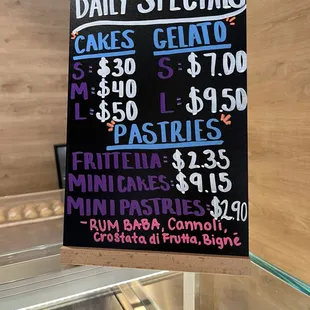 DAILY SPECIALS
CAKES GELATO
S: $30 S: $7.00
M: $40
L: $50 L: $9.50
"PASTRIES"
FRITTELLA: $2.35
MINI CAKES: $9.15
MINI PASTRIES: $2.90
- RUM BABA, Cannoli,
Crostata di Frutta, Bignè